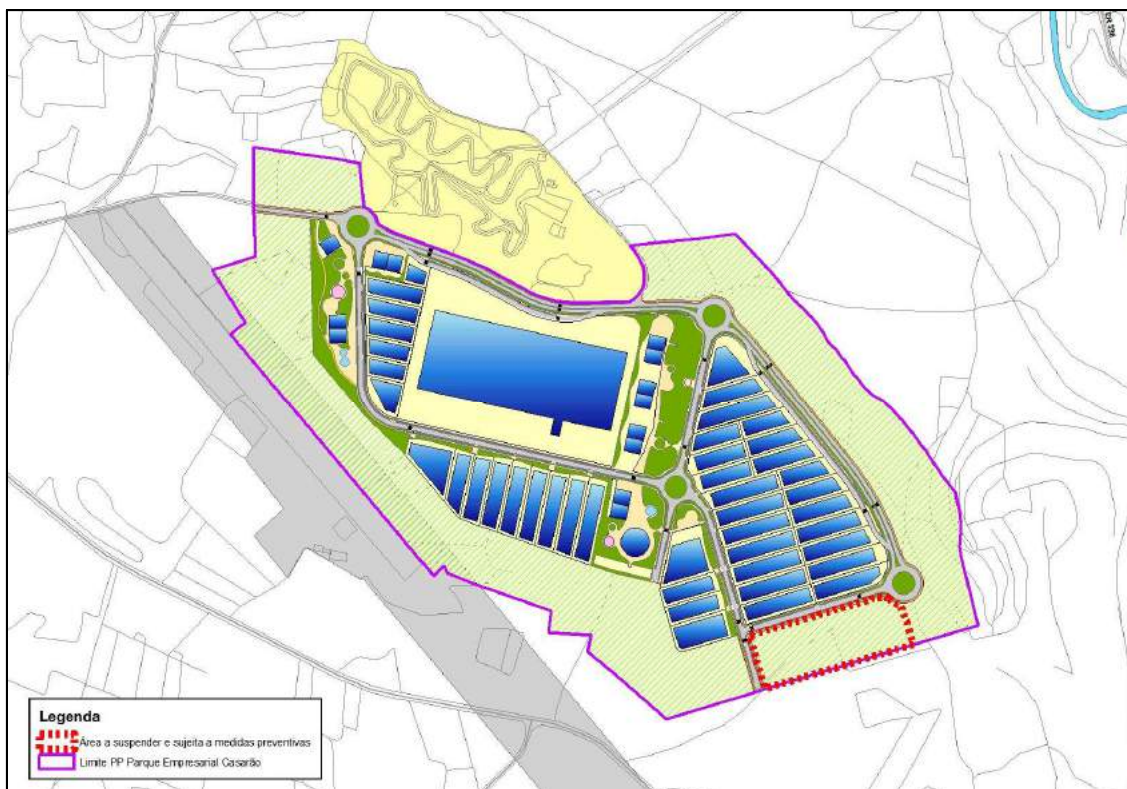 Legenda
Área a suspender e sujeita a medidas preventivas
Limite PP Parque Empresarial Casarão